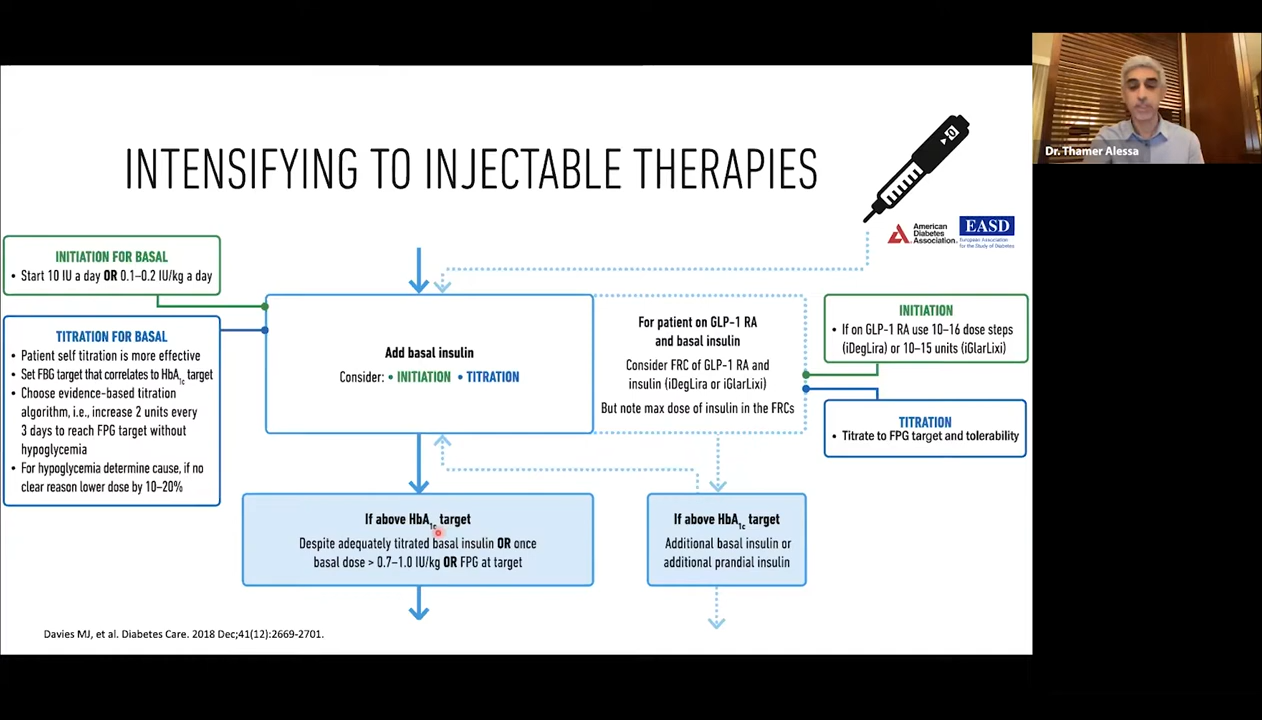 Dr. Thamer Alessa
INTENSIFYING TO INJECTABLE THERAPIES
0
American
Diabetes
Association.
EASD
European Association
for the Study of Diabetes
INITIATION FOR BASAL
• Start 10 IU a day OR 0.1–0.2 IU/kg a day
TITRATION FOR BASAL
• Patient self titration is more effective
• Set FBG target that correlates to HbA1c target
• Choose evidence-based titration
algorithm, i.e., increase 2 units every
3 days to reach FPG target without
hypoglycemia
• For hypoglycemia determine cause, if no
clear reason lower dose by 10–20%
Add basal insulin
Consider: • INITIATION • TITRATION
For patient on GLP-1 RA
and basal insulin
Consider FRC of GLP-1 RA and
insulin (iDegLira or iGlarLixi)
But note max dose of insulin in the FRCs
INITIATION
• If on GLP-1 RA use 10–16 dose steps
(iDegLira) or 10–15 units (iGlarLixi)
TITRATION
• Titrate to FPG target and tolerability
If above HbA1c target
Despite adequately titrated basal insulin OR once
basal dose > 0.7–1.0 IU/kg OR FPG at target
If above HbA1c target
Additional basal insulin or
additional prandial insulin
Davies MJ, et al. Diabetes Care. 2018 Dec;41(12):2669-2701.